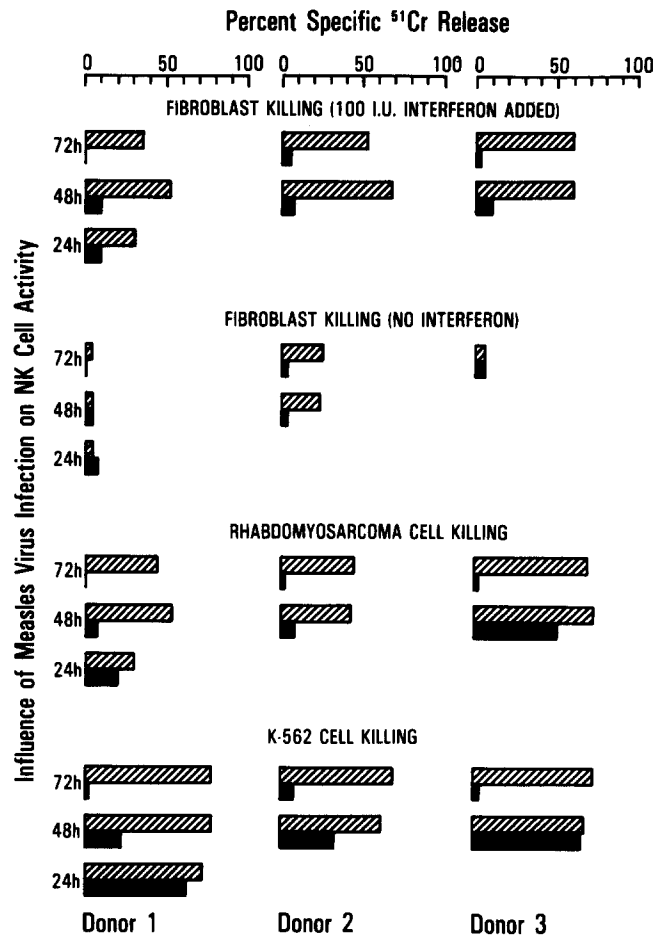 Percent Specific ⁵¹Cr Release
0 50 100 0 50 100 0 50 100
FIBROBLAST KILLING (100 I.U. INTERFERON ADDED)
72h
48h
24h
FIBROBLAST KILLING (NO INTERFERON)
72h
48h
24h
RHABDOMYOSARCOMA CELL KILLING
72h
48h
24h
K-562 CELL KILLING
72h
48h
24h
Donor 1 Donor 2 Donor 3
Influence of Measles Virus Infection on NK Cell Activity